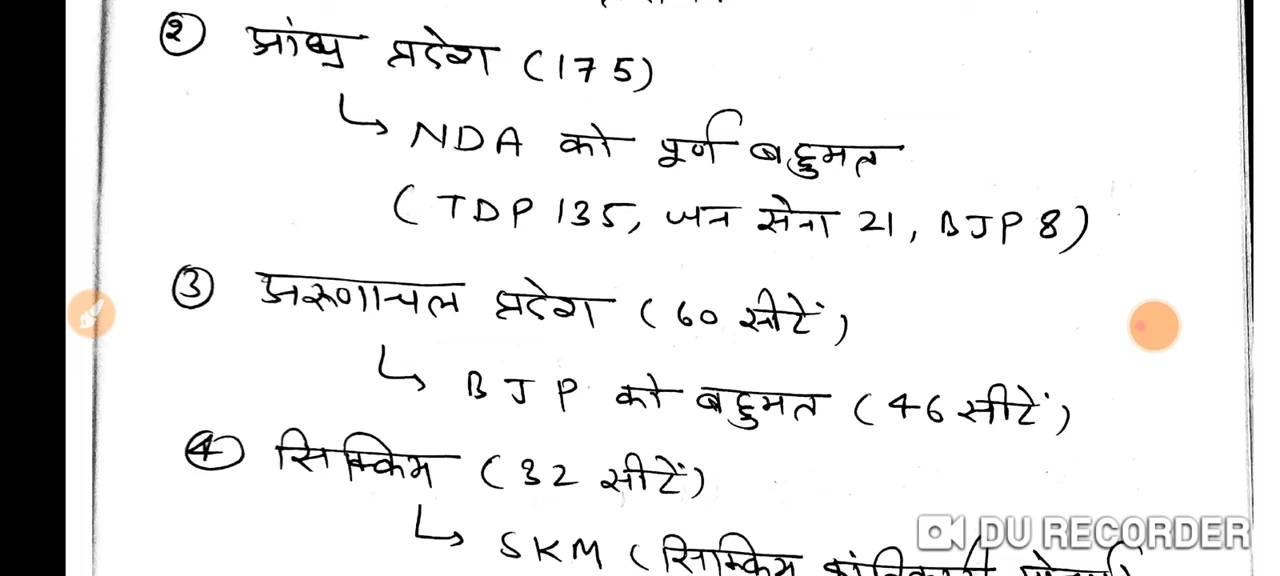 ② आंध्र प्रदेश (175)
↳ NDA को पूर्ण बहुमत
(TDP 135, जन सेना 21, BJP 8)
③ अरुणाचल प्रदेश (60 सीटें)
↳ BJP को बहुमत (46 सीटें)
④ सिक्किम (32 सीटें)
↳ SKM (सिक्किम क्रांतिकारी मोर्चा
DU RECORDER